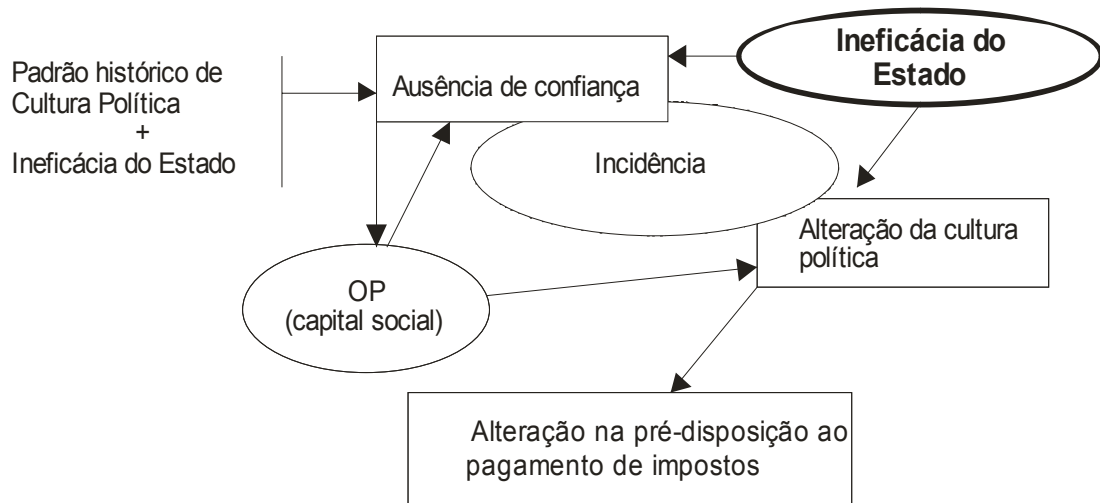 Padrão histórico de
Cultura Política
+
Ineficácia do Estado
Ausência de confiança
Ineficácia do
Estado
Incidência
Alteração da cultura
política
OP
(capital social)
Alteração na pré-disposição ao
pagamento de impostos